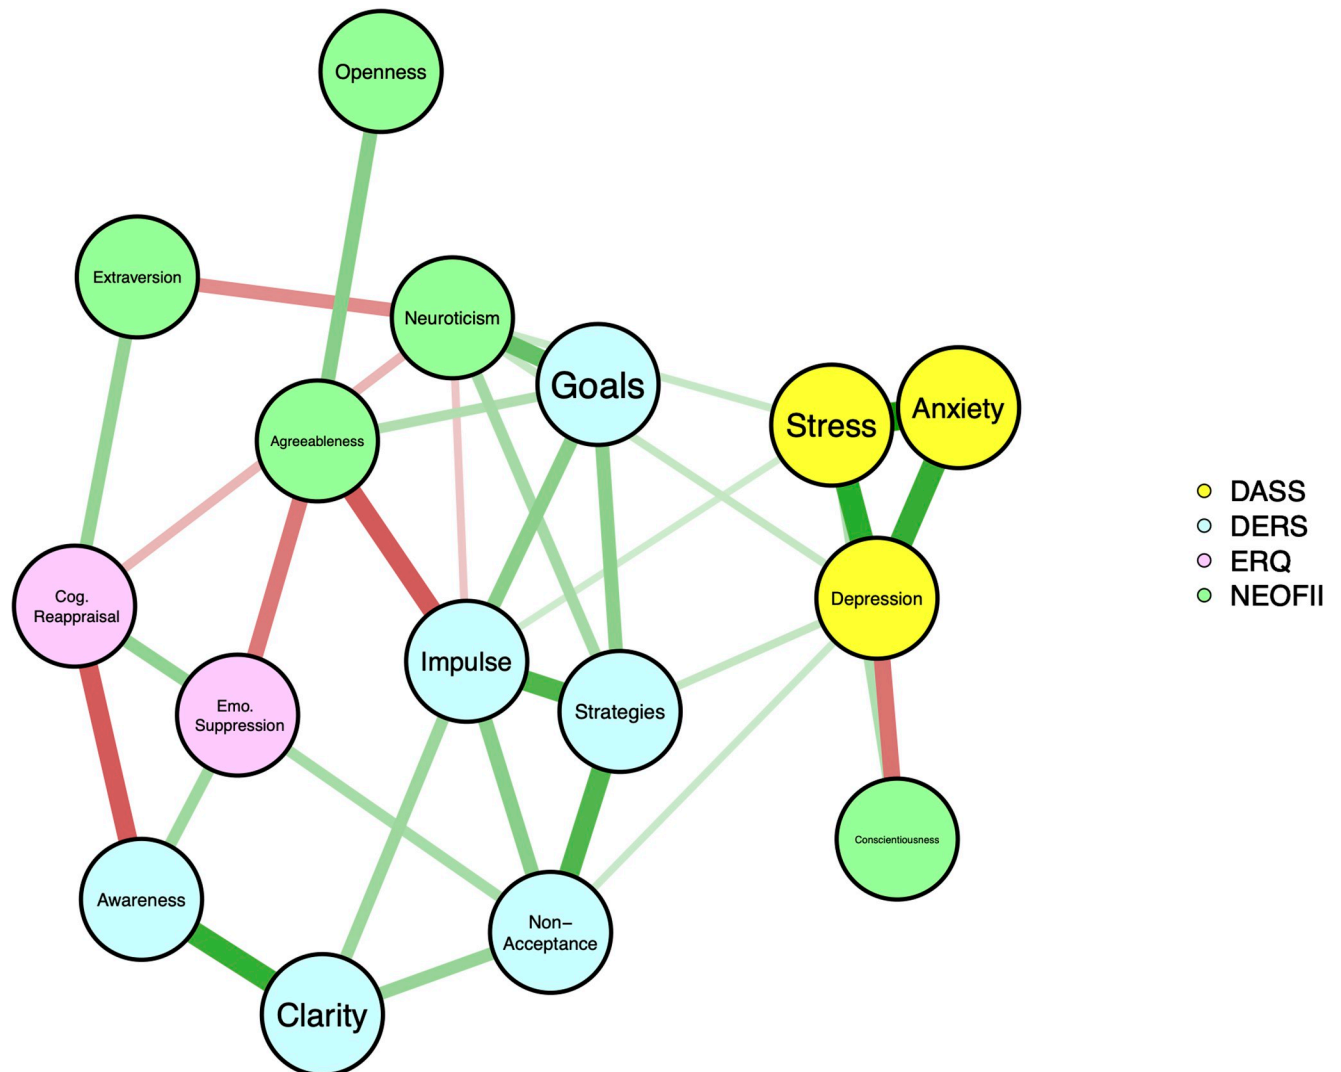 Openness
Extraversion
Neuroticism
Goals
Stress
Anxiety
Agreeableness
DASS
DERS
ERQ
NEOFII
Cog.
Reappraisal
Depression
Impulse
Emo.
Suppression
Strategies
Conscientiousness
Awareness
Non−
Acceptance
Clarity